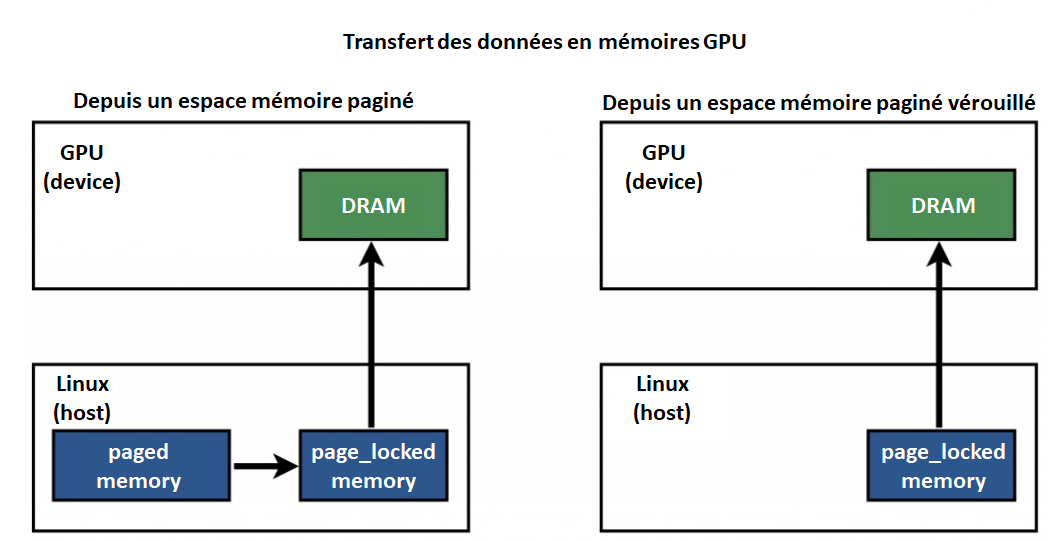 Transfert des données en mémoires GPU
Depuis un espace mémoire paginé
GPU
(device)
DRAM
Linux
(host)
paged
memory
page_locked
memory
Depuis un espace mémoire paginé vérouillé
GPU
(device)
DRAM
Linux
(host)
page_locked
memory